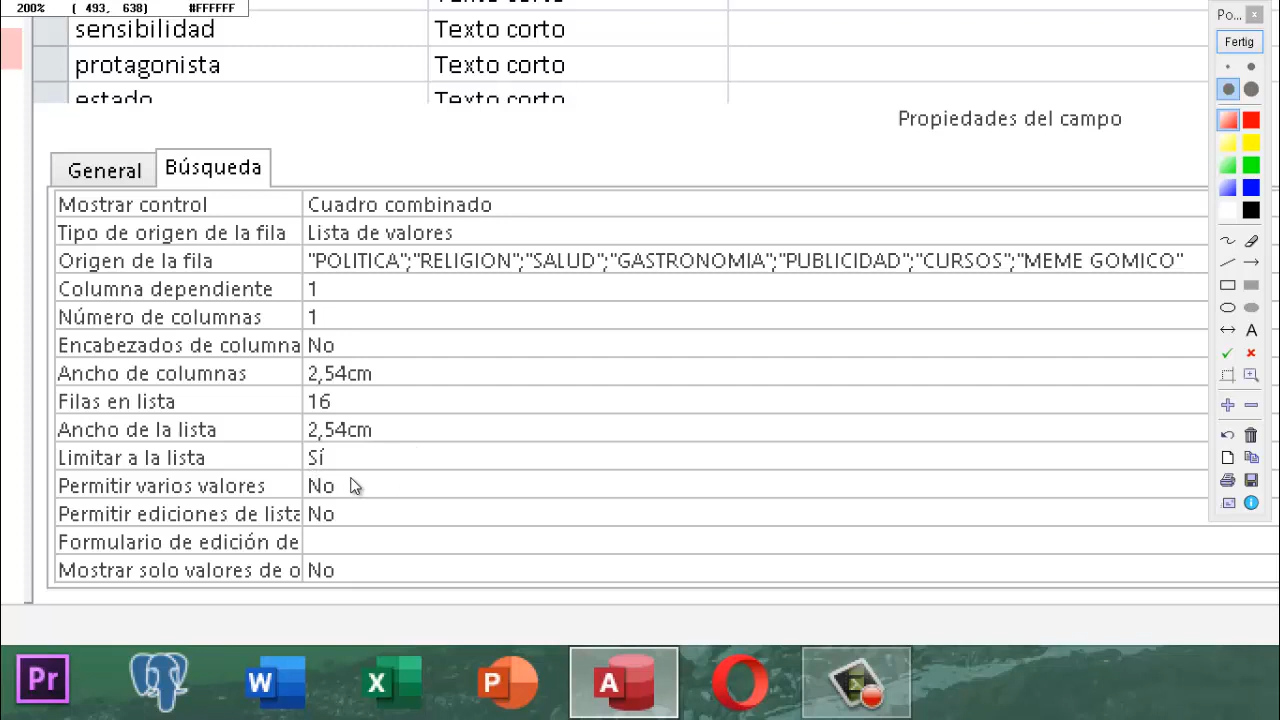 200% ( 493, 638) #FFFFFF
Po...
Fertig
sensibilidad Texto corto
protagonista Texto corto
estado Texto corto
Propiedades del campo
General Búsqueda
Mostrar control Cuadro combinado
Tipo de origen de la fila Lista de valores
Origen de la fila "POLITICA";"RELIGION";"SALUD";"GASTRONOMIA";"PUBLICIDAD";"CURSOS";"MEME GOMICO"
Columna dependiente 1
Número de columnas 1
Encabezados de columna No
Ancho de columnas 2,54cm
Filas en lista 16
Ancho de la lista 2,54cm
Limitar a la lista Sí
Permitir varios valores No
Permitir ediciones de lista No
Formulario de edición de
Mostrar solo valores de o No
A
Pr W X P A